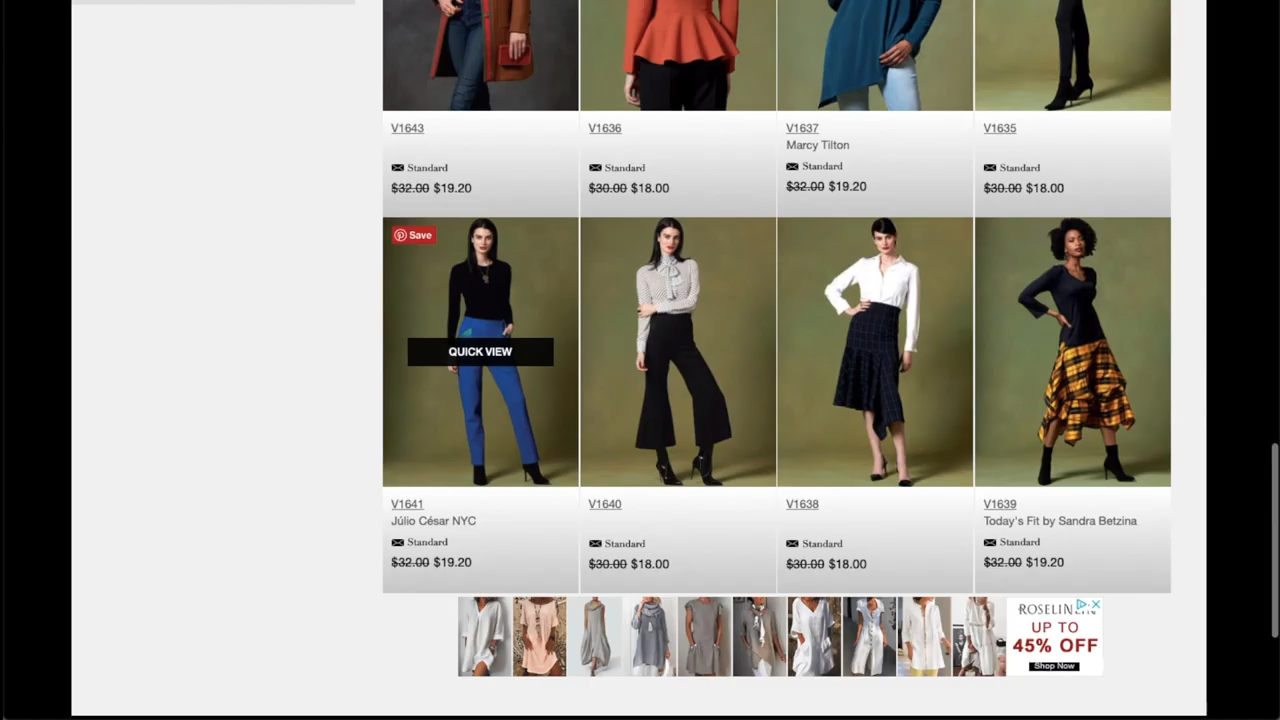 V1643
V1636
V1637
V1635
Marcy Tilton
Standard
Standard
Standard
Standard
$32.00 $19.20
$30.00 $18.00
$32.00 $19.20
$30.00 $18.00
Save
QUICK VIEW
V1641
V1640
V1638
V1639
Júlio César NYC
Today's Fit by Sandra Betzina
Standard
Standard
Standard
Standard
$32.00 $19.20
$30.00 $18.00
$30.00 $18.00
$32.00 $19.20
UP TO
45% OFF
Shop Now